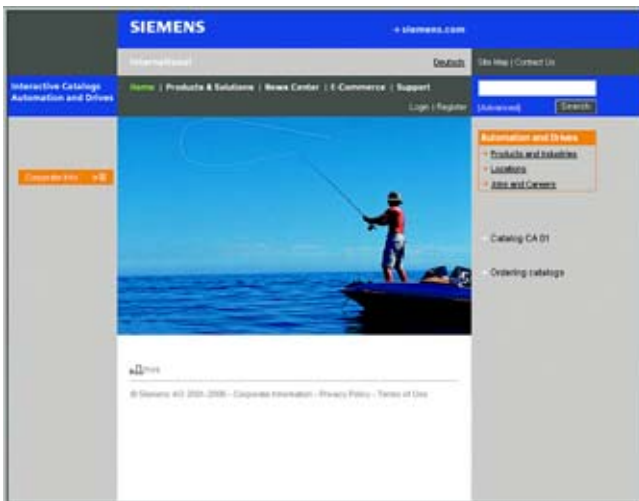 SIEMENS
→ siemens.com
International
Deutsch
Site Map | Contact Us
Interactive Catalogs
Automation and Drives
Home | Products & Solutions | News Center | E-Commerce | Support
Login | Register
(Advanced)
Search
Corporate Info
Automation and Drives
Products and Industries
Locations
Jobs and Careers
Catalog CA 01
Ordering catalogs
Print
© Siemens AG 2001-2006 - Corporate Information - Privacy Policy - Terms of Use